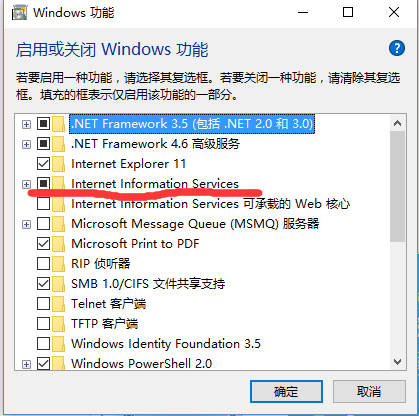 Windows 功能
启用或关闭 Windows 功能
若要启用一种功能，请选择其复选框。若要关闭一种功能，请清除其复选
框。填充的框表示仅启用该功能的一部分。
.NET Framework 3.5 (包括 .NET 2.0 和 3.0)
.NET Framework 4.6 高级服务
Internet Explorer 11
Internet Information Services
Internet Information Services 可承载的 Web 核心
Microsoft Message Queue (MSMQ) 服务器
Microsoft Print to PDF
RIP 侦听器
SMB 1.0/CIFS 文件共享支持
Telnet 客户端
TFTP 客户端
Windows Identity Foundation 3.5
Windows PowerShell 2.0
确定
取消